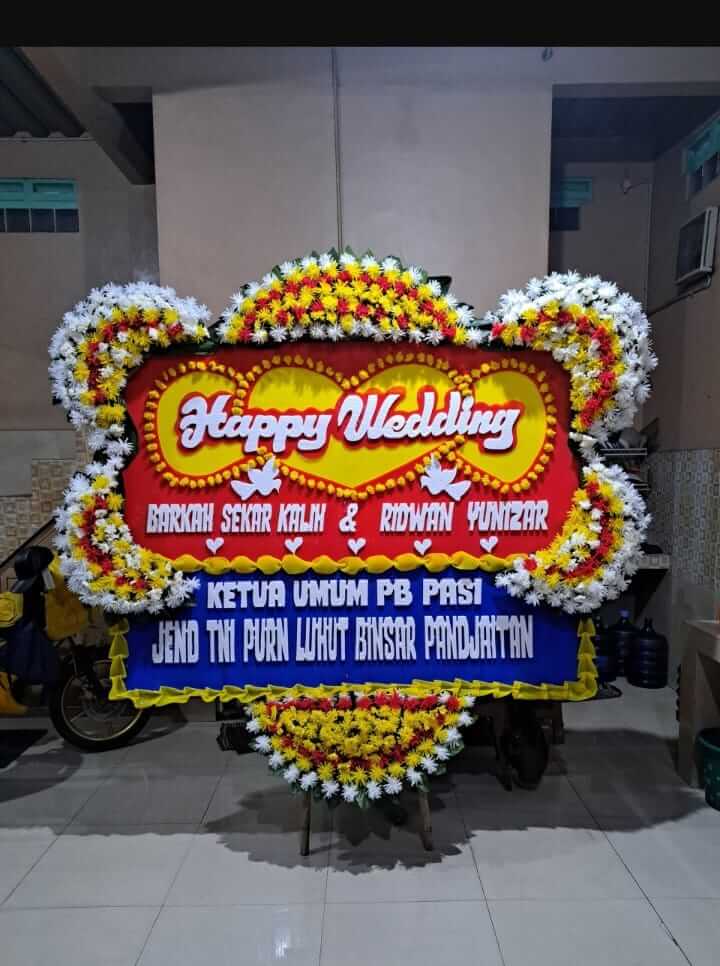 Happy Wedding
BARKAH SEKAR KALIH & RIDWAN YUNIZAR
KETUA UMUM PB PASI
JEND TNI PURN LUHUT BINSAR PANDJAITAN